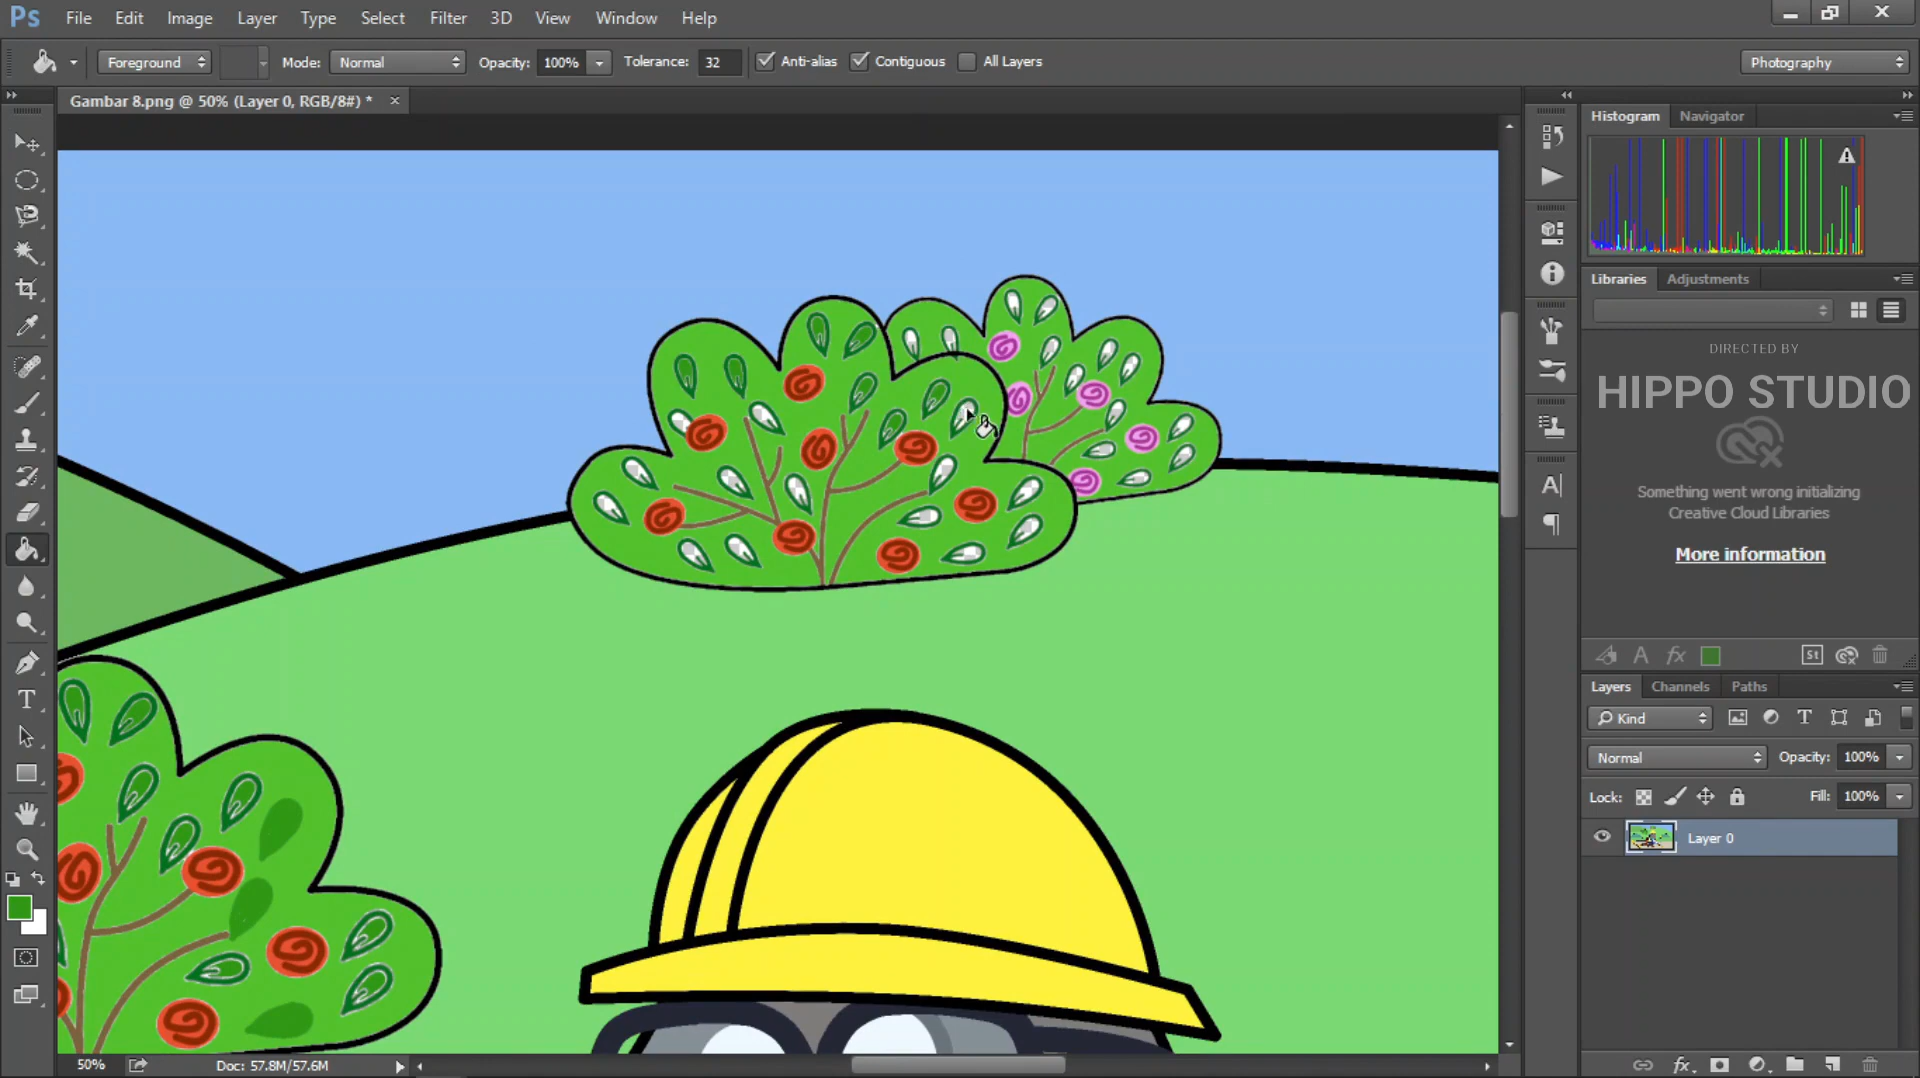 Ps File Edit Image Layer Type Select Filter 3D View Window Help
Foreground Mode: Normal Opacity: 100% Tolerance: 32 Anti-alias Contiguous All Layers Photography
Gambar 8.png @ 50% (Layer 0, RGB/8#) *
Histogram Navigator
Libraries Adjustments
DIRECTED BY
HIPPO STUDIO
Something went wrong initializing
Creative Cloud Libraries
More information
A fx St
Layers Channels Paths
Kind T
Normal Opacity: 100%
Lock: Fill: 100%
Layer 0
50% Doc: 57.8M/57.6M fx